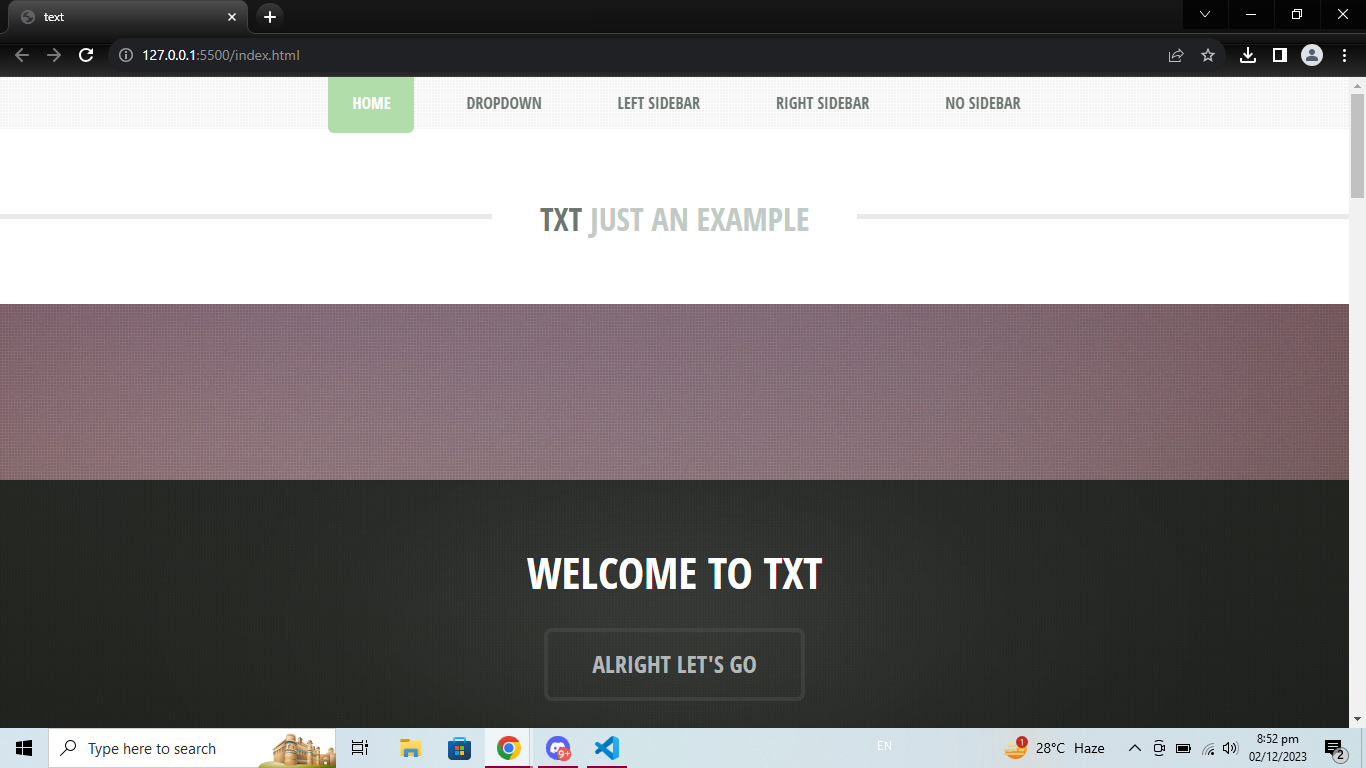 text
127.0.0.1:5500/index.html
HOME DROPDOWN LEFT SIDEBAR RIGHT SIDEBAR NO SIDEBAR
TXT JUST AN EXAMPLE
WELCOME TO TXT
ALRIGHT LET'S GO
Type here to search
9+
EN
1
28°C Haze
8:52 pm
02/12/2023
2